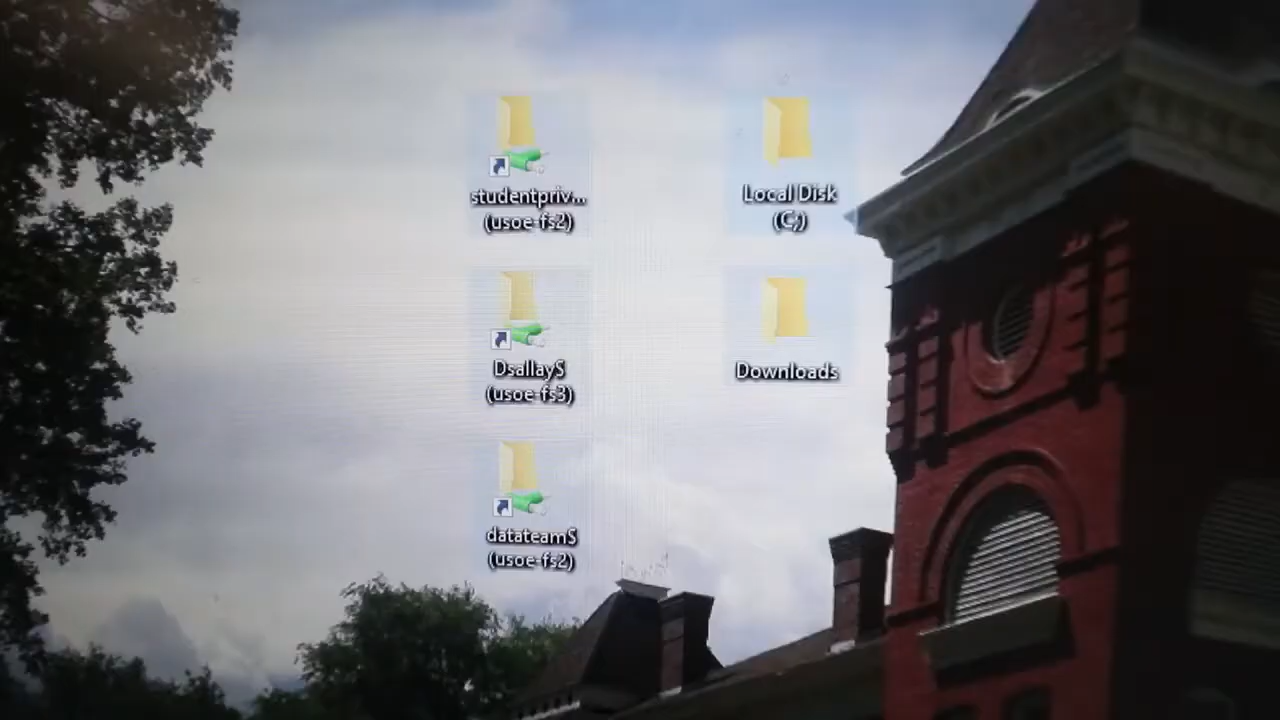 studentpriv...
(usoe-fs2)
DsallayS
(usoe-fs3)
datateamS
(usoe-fs2)
Local Disk
(C;)
Downloads